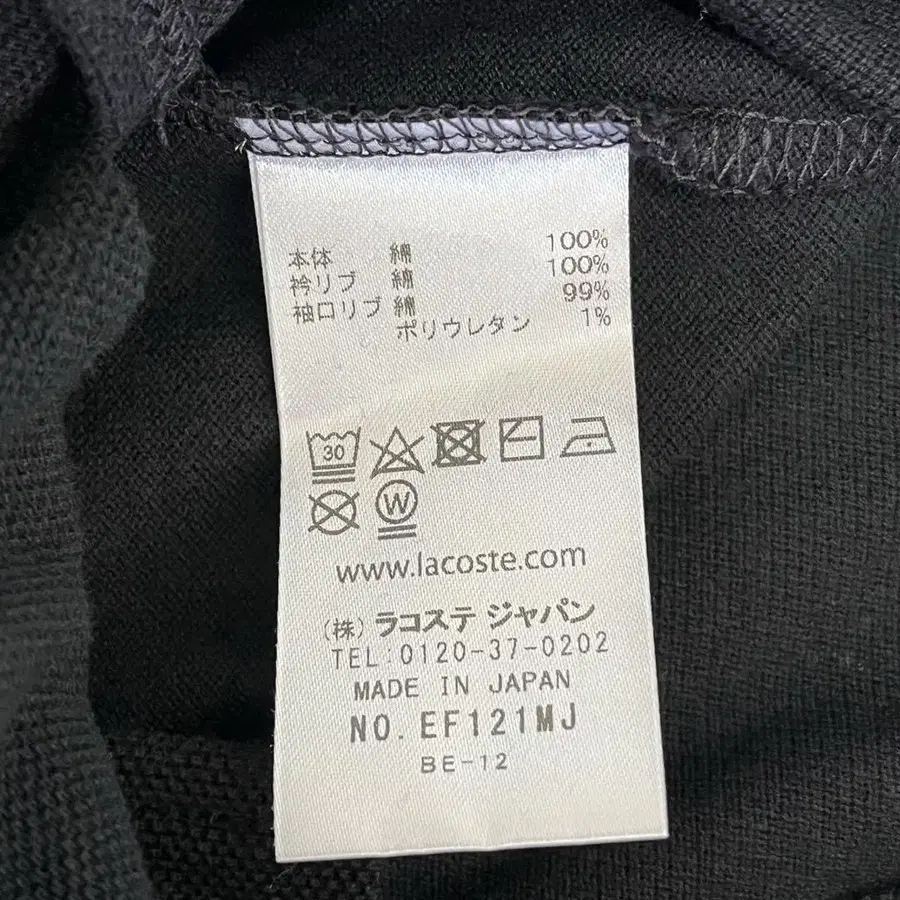 本体 綿 100%
衿リブ 綿 100%
袖口リブ 綿 99%
ポリウレタン 1%
30
W
www.lacoste.com
(株) ラコステ ジャパン
TEL:0120-37-0202
MADE IN JAPAN
NO. EF121MJ
BE-12